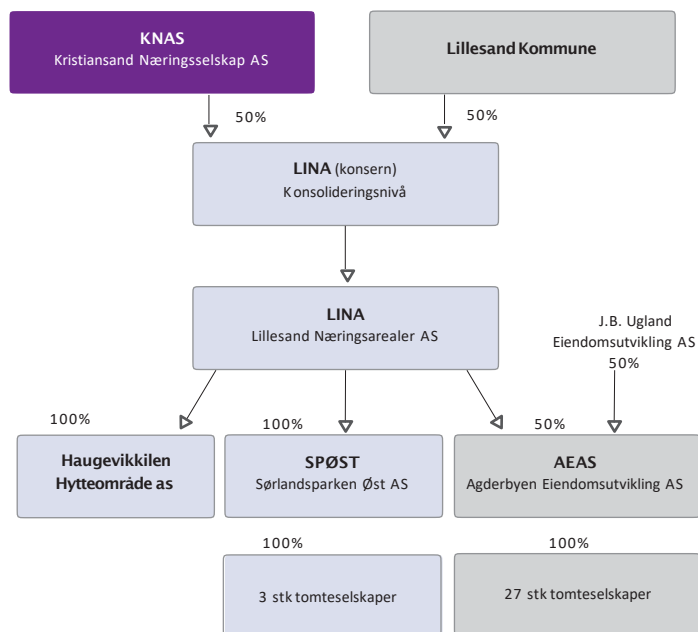 KNAS
Kristiansand Næringsselskap AS
Lillesand Kommune
50%
50%
LINA (konsern)
Konsolideringsnivå
LINA
Lillesand Næringsarealer AS
J.B. Ugland
Eiendomsutvikling AS
50%
100%
100%
50%
Haugevikkilen
Hytteområde as
SPØST
Sørlandsparken Øst AS
AEAS
Agderbyen Eiendomsutvikling AS
100%
100%
3 stk tomteselskaper
27 stk tomteselskaper